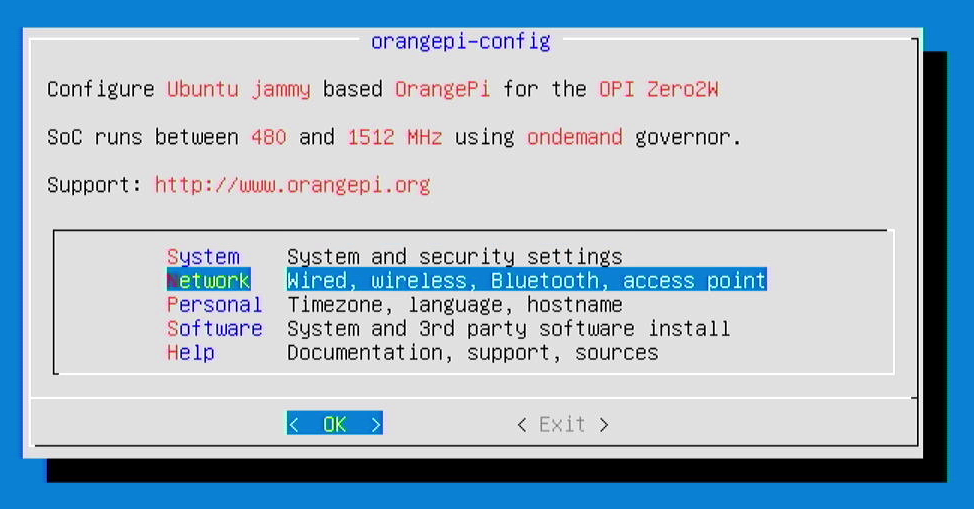 orangepi-config
Configure Ubuntu jammy based OrangePi for the OPI Zero2W
SoC runs between 480 and 1512 MHz using ondemand governor.
Support: http://www.orangepi.org
System System and security settings
Network Wired, wireless, Bluetooth, access point
Personal Timezone, language, hostname
Software System and 3rd party software install
Help Documentation, support, sources
< OK > < Exit >